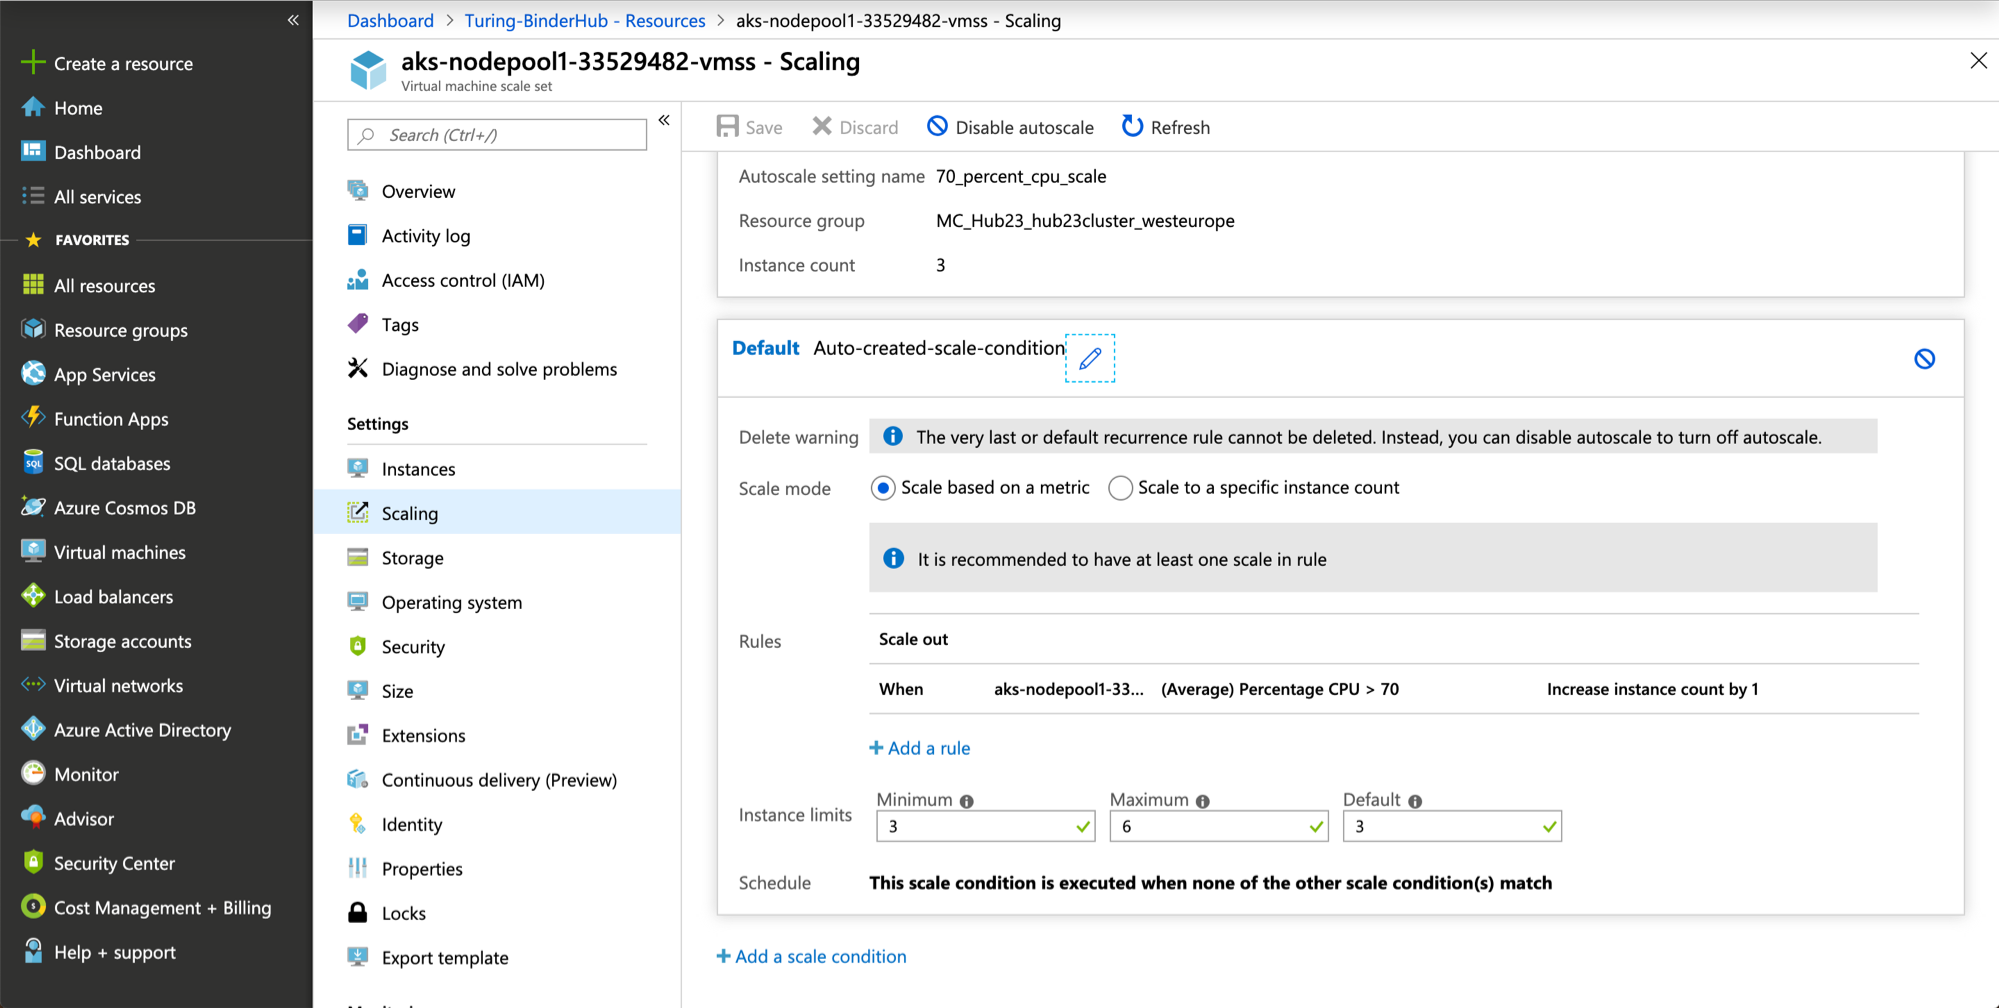 Create a resource
Home
Dashboard
All services
FAVORITES
All resources
Resource groups
App Services
Function Apps
SQL databases
Azure Cosmos DB
Virtual machines
Load balancers
Storage accounts
Virtual networks
Azure Active Directory
Monitor
Advisor
Security Center
Cost Management + Billing
Help + support
Dashboard > Turing-BinderHub - Resources > aks-nodepool1-33529482-vmss - Scaling
aks-nodepool1-33529482-vmss - Scaling
Virtual machine scale set
Search (Ctrl+/)
Overview
Activity log
Access control (IAM)
Tags
Diagnose and solve problems
Settings
Instances
Scaling
Storage
Operating system
Security
Size
Extensions
Continuous delivery (Preview)
Identity
Properties
Locks
Export template
Save Discard Disable autoscale Refresh
Autoscale setting name 70_percent_cpu_scale
Resource group MC_Hub23_hub23cluster_westeurope
Instance count 3
Default Auto-created-scale-condition
Delete warning The very last or default recurrence rule cannot be deleted. Instead, you can disable autoscale to turn off autoscale.
Scale mode Scale based on a metric Scale to a specific instance count
It is recommended to have at least one scale in rule
Rules Scale out
When aks-nodepool1-33... (Average) Percentage CPU > 70 Increase instance count by 1
+ Add a rule
Minimum Maximum Default
Instance limits 3 6 3
Schedule This scale condition is executed when none of the other scale condition(s) match
+ Add a scale condition